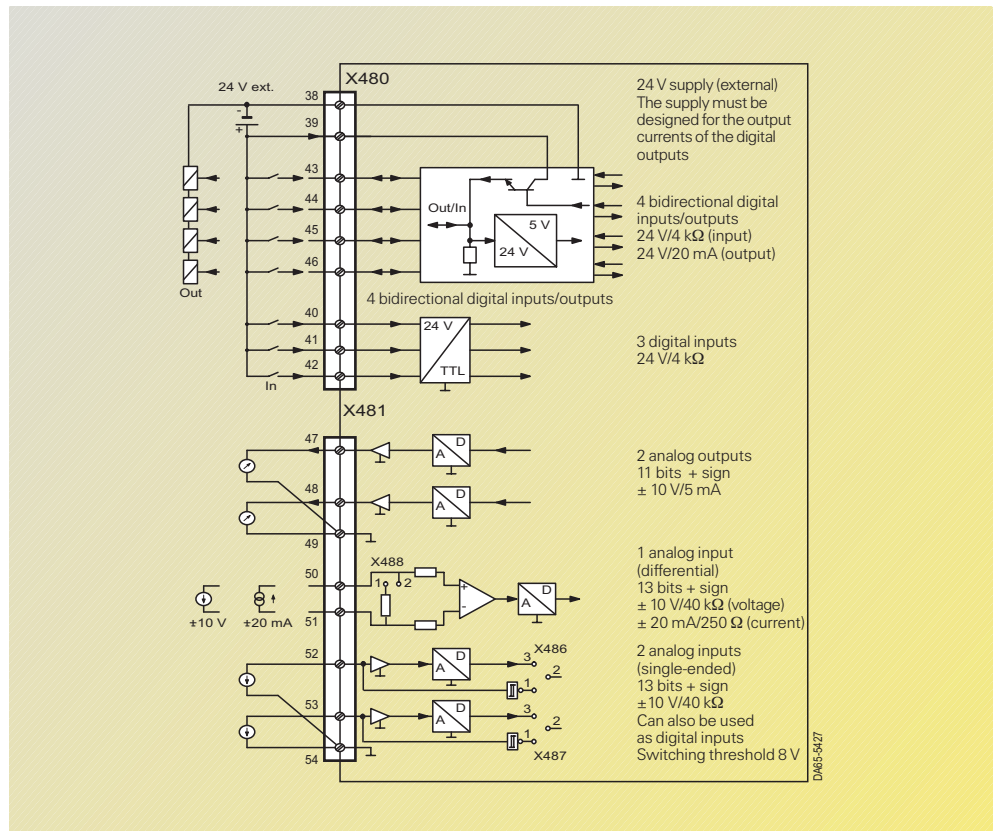 X480
24 V ext.
38
-
+
39
43
44
45
46
Out
Out/In
5 V
24 V
4 bidirectional digital inputs/outputs
40
41
42
In
24 V
TTL
24 V supply (external)
The supply must be
designed for the output
currents of the digital
outputs
4 bidirectional digital
inputs/outputs
24 V/4 kΩ (input)
24 V/20 mA (output)
3 digital inputs
24 V/4 kΩ
X481
47
D
A
48
D
A
49
2 analog outputs
11 bits + sign
± 10 V/5 mA
50
X488
1 2
+
-
D
A
±10 V
±20 mA
51
1 analog input
(differential)
13 bits + sign
± 10 V/40 kΩ (voltage)
± 20 mA/250 Ω (current)
52
D
A
X486
3
2
1
53
D
A
3
2
1
X487
54
2 analog inputs
(single-ended)
13 bits + sign
±10 V/40 kΩ
Can also be used
as digital inputs
Switching threshold 8 V
DA65-5427